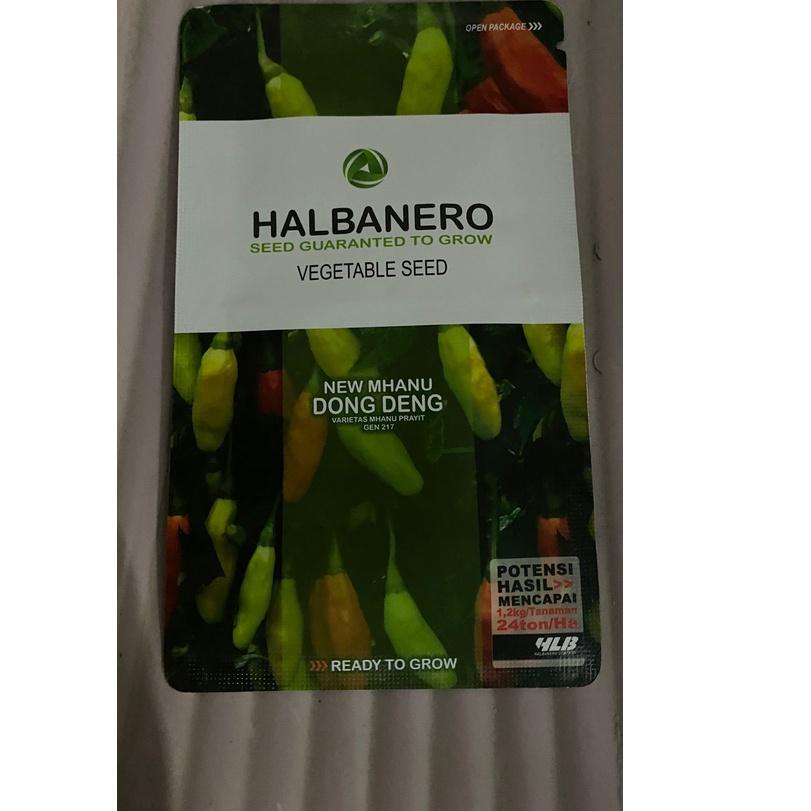 OPEN PACKAGE >>>
HALBANERO
SEED GUARANTED TO GROW
VEGETABLE SEED
NEW MHANU
DONG DENG
VARIETAS MHANU PRAYIT
GEN 217
POTENSI
HASIL>>
MENCAPAI
1,2kg/Tanaman
24ton/Ha
HLB
>>> READY TO GROW